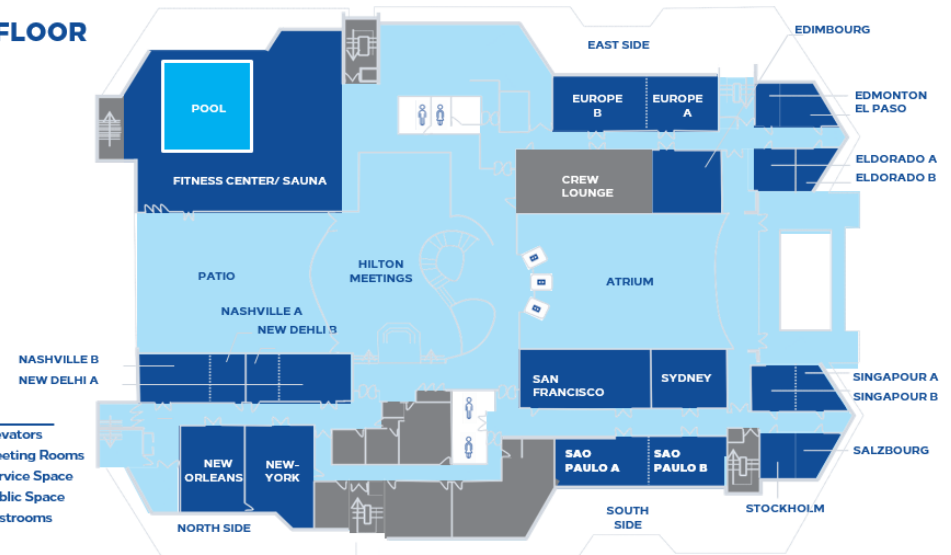 FLOOR
EDIMBOURG
EAST SIDE
POOL
EUROPE
B
EUROPE
A
EDMONTON
EL PASO
ELDORADO A
ELDORADO B
CREW
LOUNGE
FITNESS CENTER/ SAUNA
PATIO
HILTON
MEETINGS
ATRIUM
NASHVILLE A
NEW DEHLI B
NASHVILLE B
NEW DELHI A
SAN
FRANCISCO
SYDNEY
SINGAPOUR A
SINGAPOUR B
evators
eeting Rooms
ervice Space
blic Space
strooms
NEW
ORLEANS
NEW-
YORK
SAO
PAULO A
SAO
PAULO B
SALZBOURG
STOCKHOLM
NORTH SIDE
SOUTH
SIDE